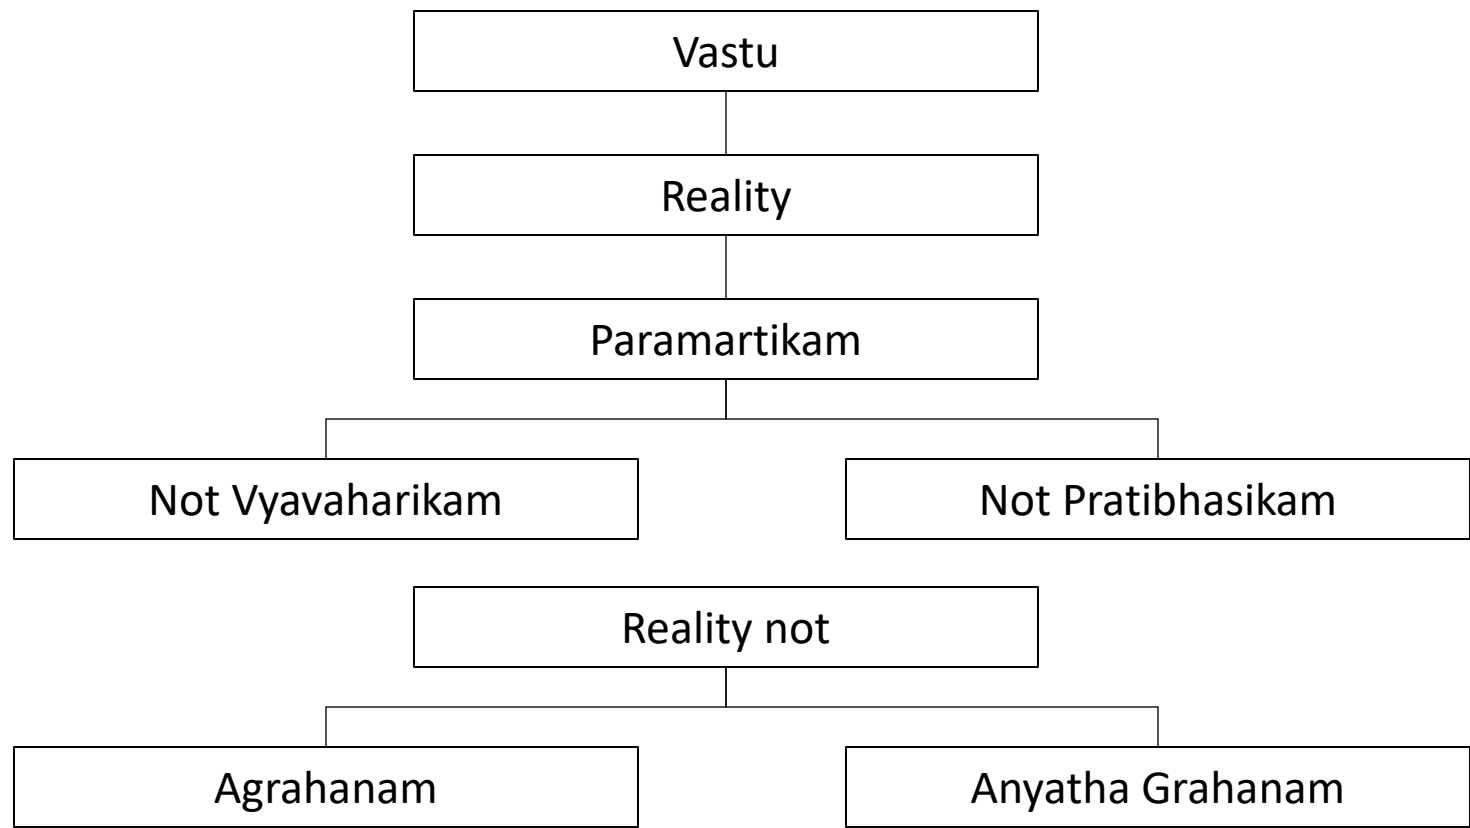 Vastu
Reality
Paramartikam
Not Vyavaharikam
Not Pratibhasikam
Reality not
Agrahanam
Anyatha Grahanam